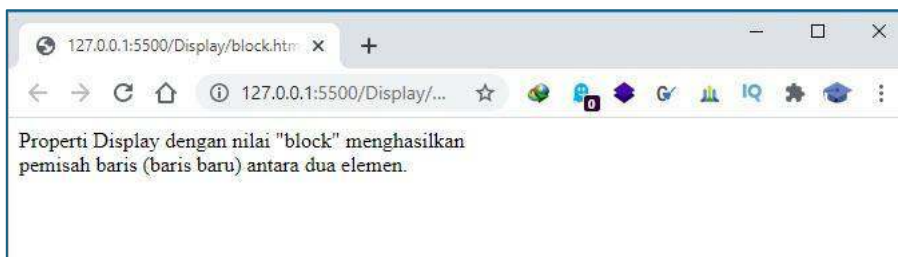 127.0.0.1:5500/Display/block.htm
127.0.0.1:5500/Display/...
0
G
IQ
Properti Display dengan nilai "block" menghasilkan
pemisah baris (baris baru) antara dua elemen.